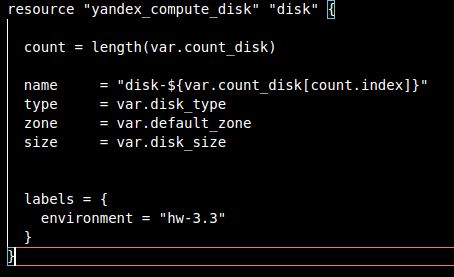 resource "yandex_compute_disk" "disk" {
count = length(var.count_disk)
name = "disk-${var.count_disk[count.index]}"
type = var.disk_type
zone = var.default_zone
size = var.disk_size
labels = {
environment = "hw-3.3"
}
}